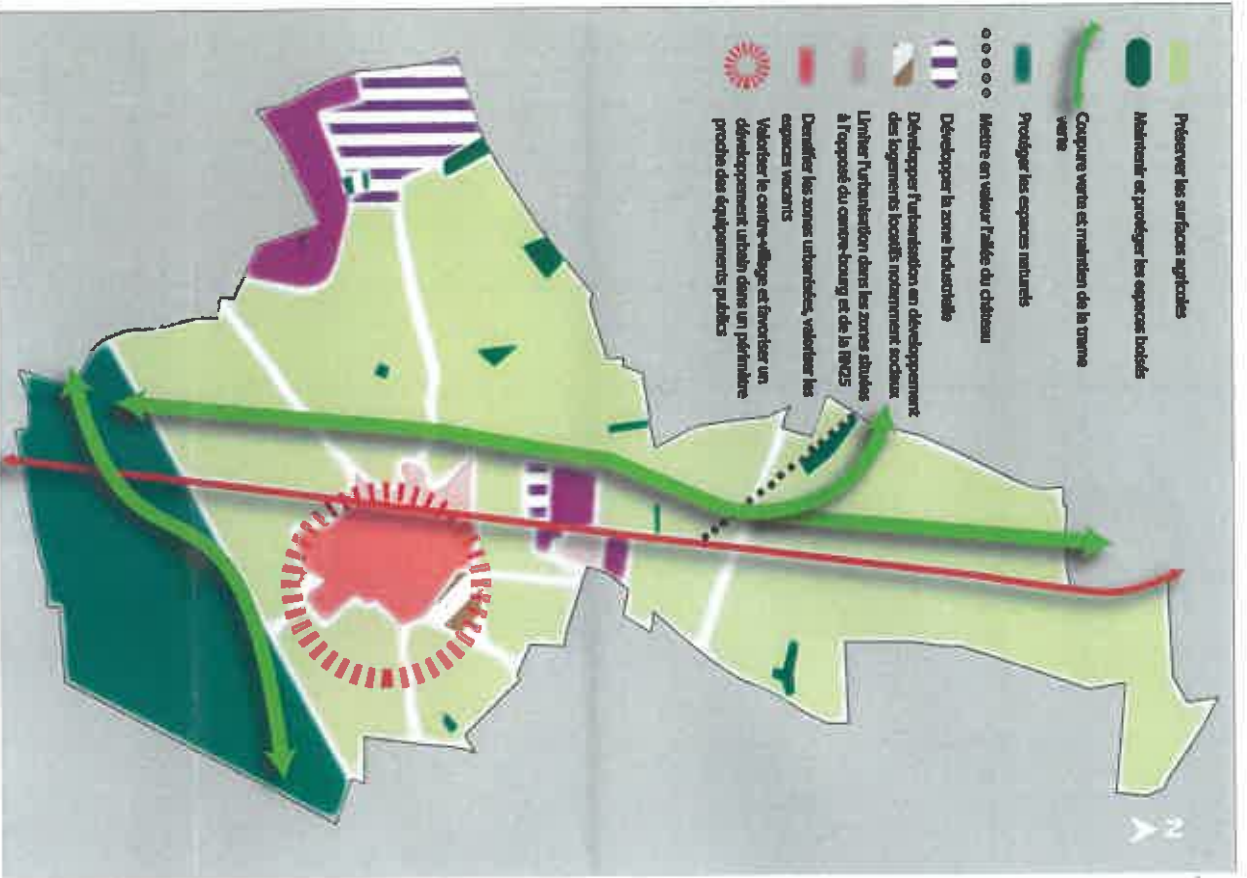 Préserver les surfaces agricoles
Maintenir et protéger les espaces boisés
Coupure verte et maintien de la trame
verte
Protéger les espaces naturels
Mettre en valeur l'allée du château
Développer la zone industrielle
Développer l'urbanisation en développement
des logements locatifs notamment sociaux
Limiter l'urbanisation dans les zones situées
à l'opposé du centre-bourg et de la RN25
Densifier les zones urbanisées, valoriser les
espaces vacants
Valoriser le centre-village et favoriser un
développement urbain dans un périmètre
proche des équipements publics
N